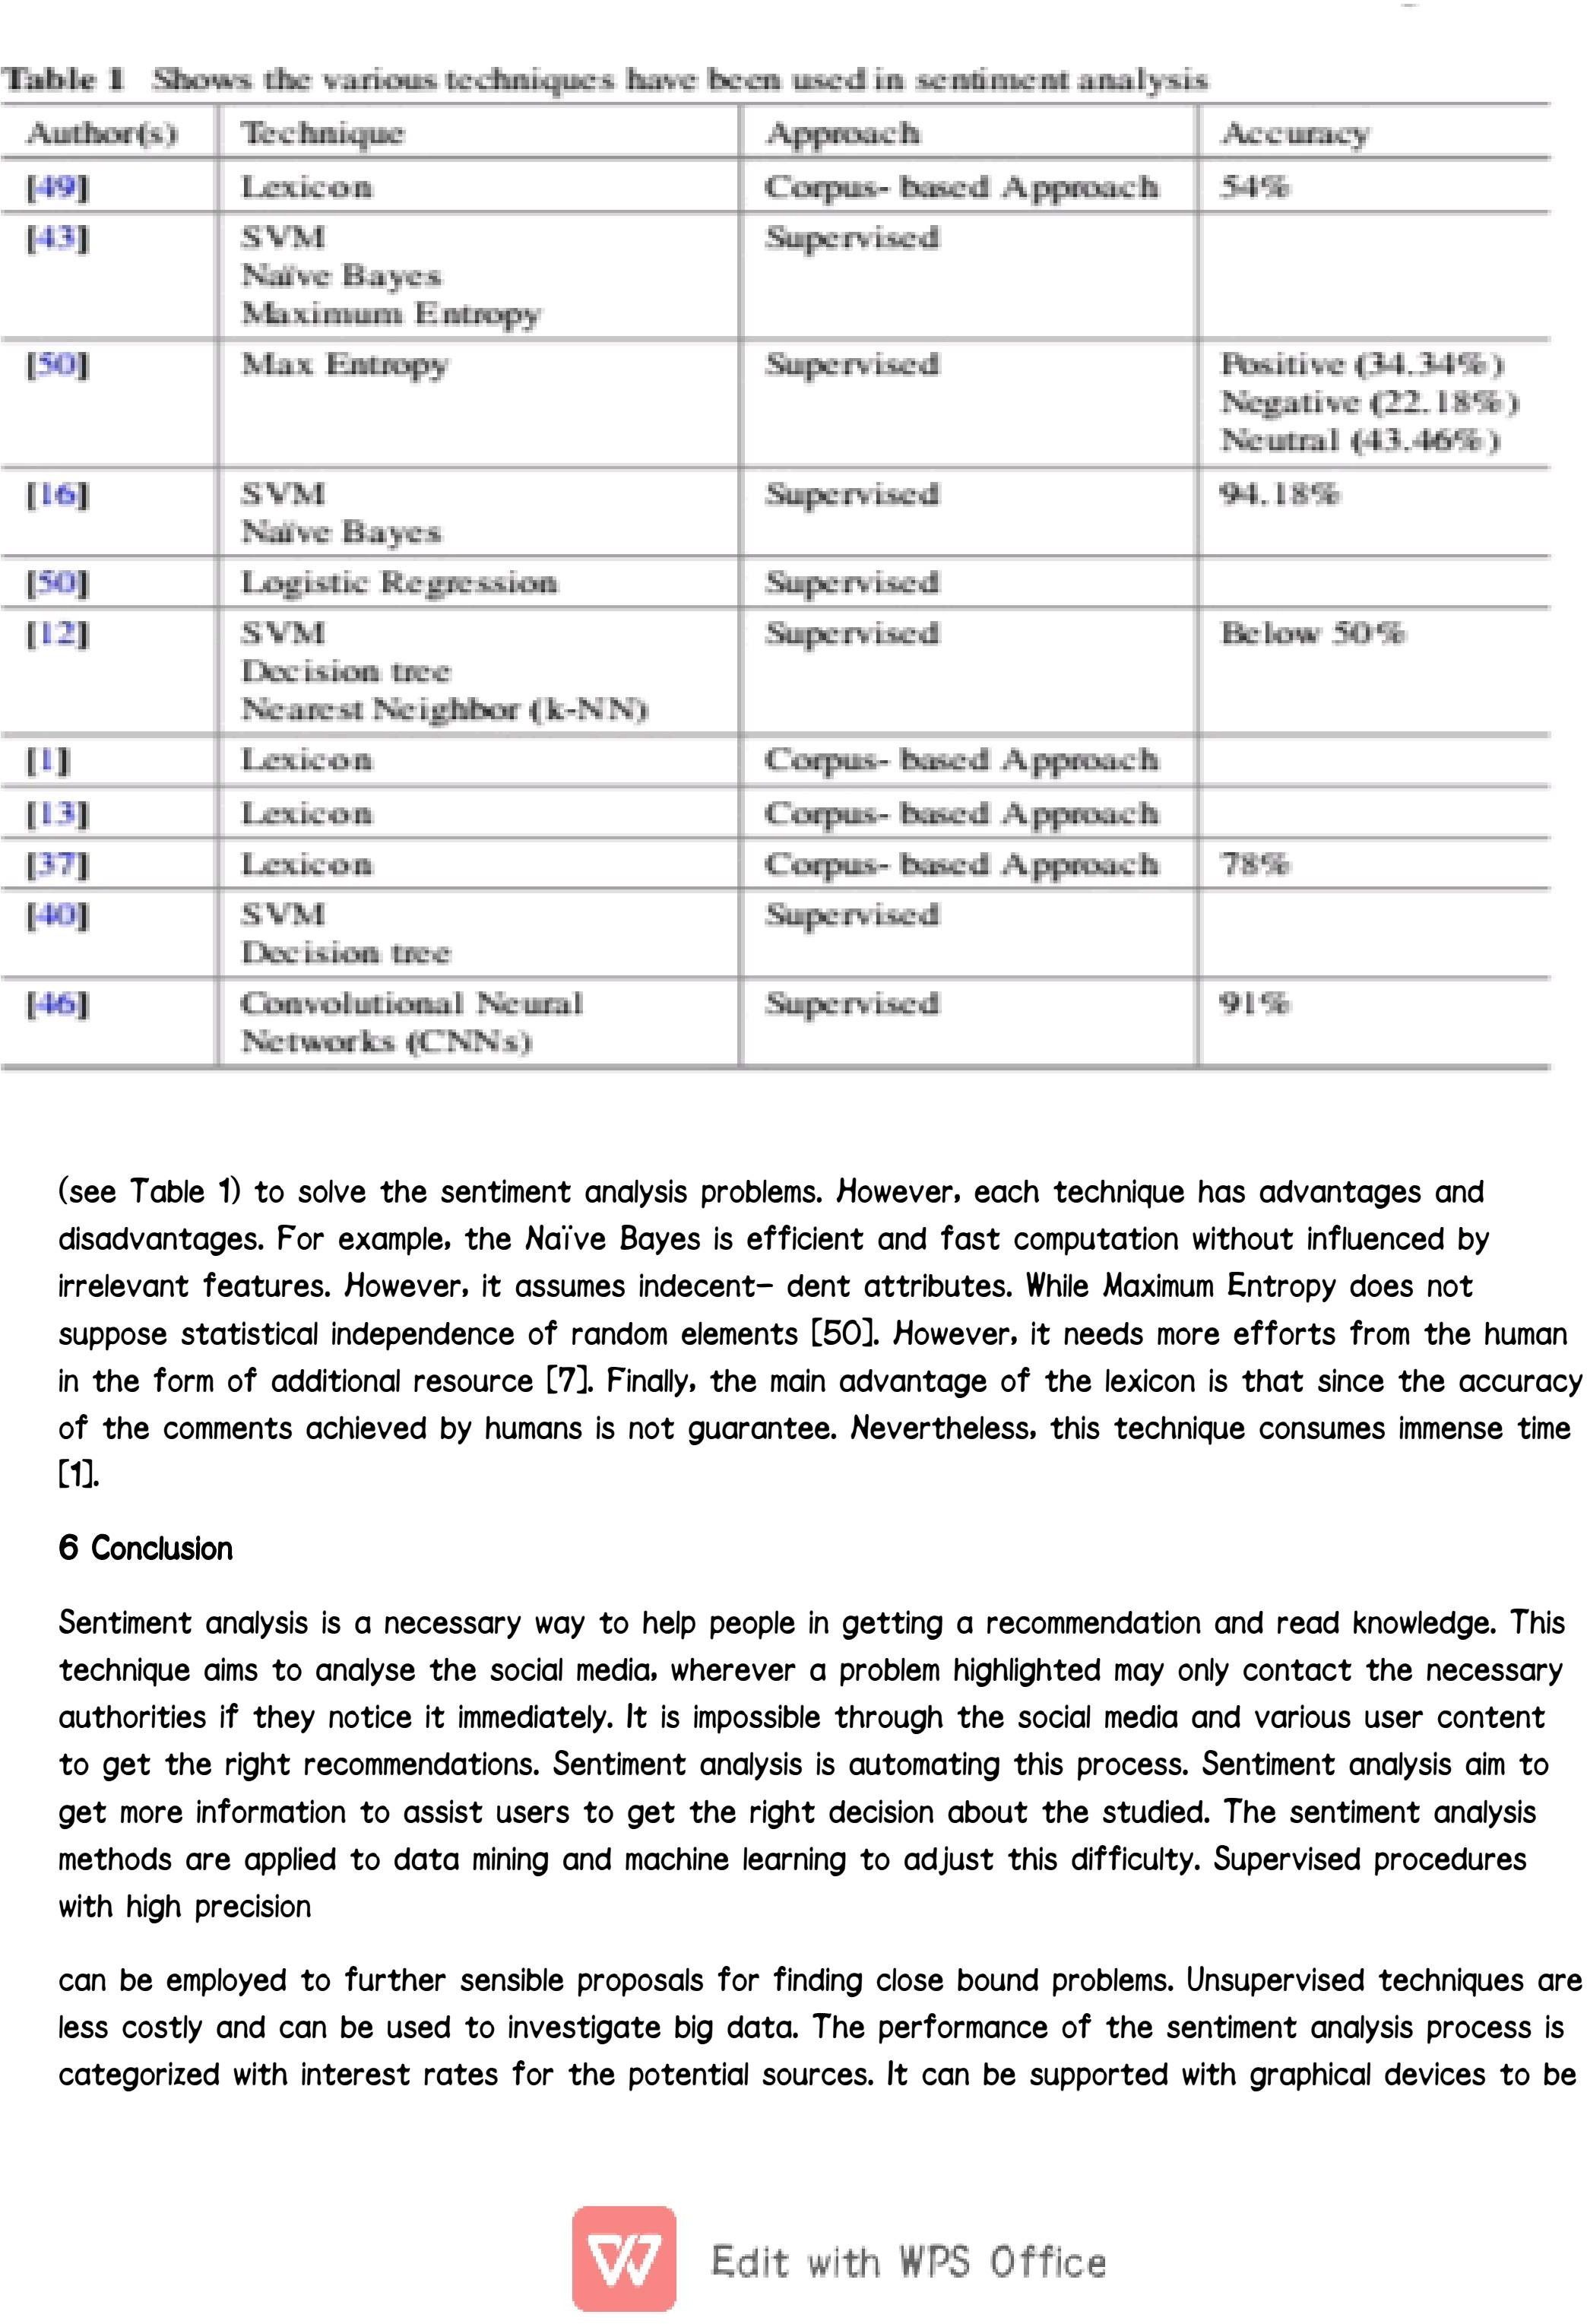 Table 1 Shows the various techniques have been used in sentiment analysis
Author(s) Technique Approach Accuracy
[49] Lexicon Corpus- based Approach 54%
[43] SVM Supervised
Naïve Bayes
Maximum Entropy
[50] Max Entropy Supervised Positive (34.34%)
Negative (22.18%)
Neutral (43.46%)
[16] SVM Supervised 94.18%
Naïve Bayes
[50] Logistic Regression Supervised
[12] SVM Supervised Below 50%
Decision tree
Nearest Neighbor (k-NN)
[1] Lexicon Corpus- based Approach
[13] Lexicon Corpus- based Approach
[37] Lexicon Corpus- based Approach 78%
[40] SVM Supervised
Decision tree
[46] Convolutional Neural Supervised 91%
Networks (CNNs)
(see Table 1) to solve the sentiment analysis problems. However, each technique has advantages and
disadvantages. For example, the Naïve Bayes is efficient and fast computation without influenced by
irrelevant features. However, it assumes indecent- dent attributes. While Maximum Entropy does not
suppose statistical independence of random elements [50]. However, it needs more efforts from the human
in the form of additional resource [7]. Finally, the main advantage of the lexicon is that since the accuracy
of the comments achieved by humans is not guarantee. Nevertheless, this technique consumes immense time
[1].
6 Conclusion
Sentiment analysis is a necessary way to help people in getting a recommendation and read knowledge. This
technique aims to analyse the social media, wherever a problem highlighted may only contact the necessary
authorities if they notice it immediately. It is impossible through the social media and various user content
to get the right recommendations. Sentiment analysis is automating this process. Sentiment analysis aim to
get more information to assist users to get the right decision about the studied. The sentiment analysis
methods are applied to data mining and machine learning to adjust this difficulty. Supervised procedures
with high precision
can be employed to further sensible proposals for finding close bound problems. Unsupervised techniques are
less costly and can be used to investigate big data. The performance of the sentiment analysis process is
categorized with interest rates for the potential sources. It can be supported with graphical devices to be
Edit with WPS Office